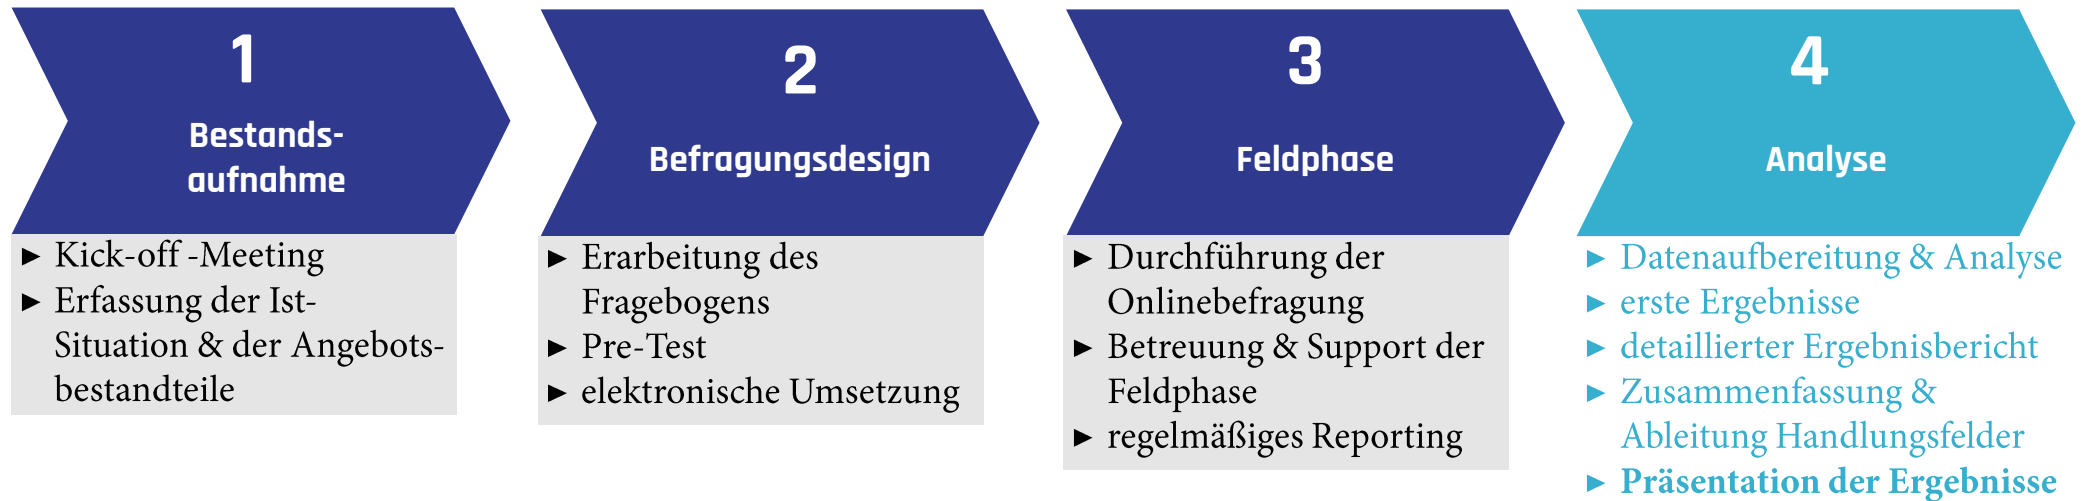 1
Bestands-
aufnahme
► Kick-off -Meeting
► Erfassung der Ist-
Situation & der Angebots-
bestandteile
2
Befragungsdesign
► Erarbeitung des
Fragebogens
► Pre-Test
► elektronische Umsetzung
3
Feldphase
► Durchführung der
Onlinebefragung
► Betreuung & Support der
Feldphase
► regelmäßiges Reporting
4
Analyse
► Datenaufbereitung & Analyse
► erste Ergebnisse
► detaillierter Ergebnisbericht
► Zusammenfassung &
Ableitung Handlungsfelder
► Präsentation der Ergebnisse